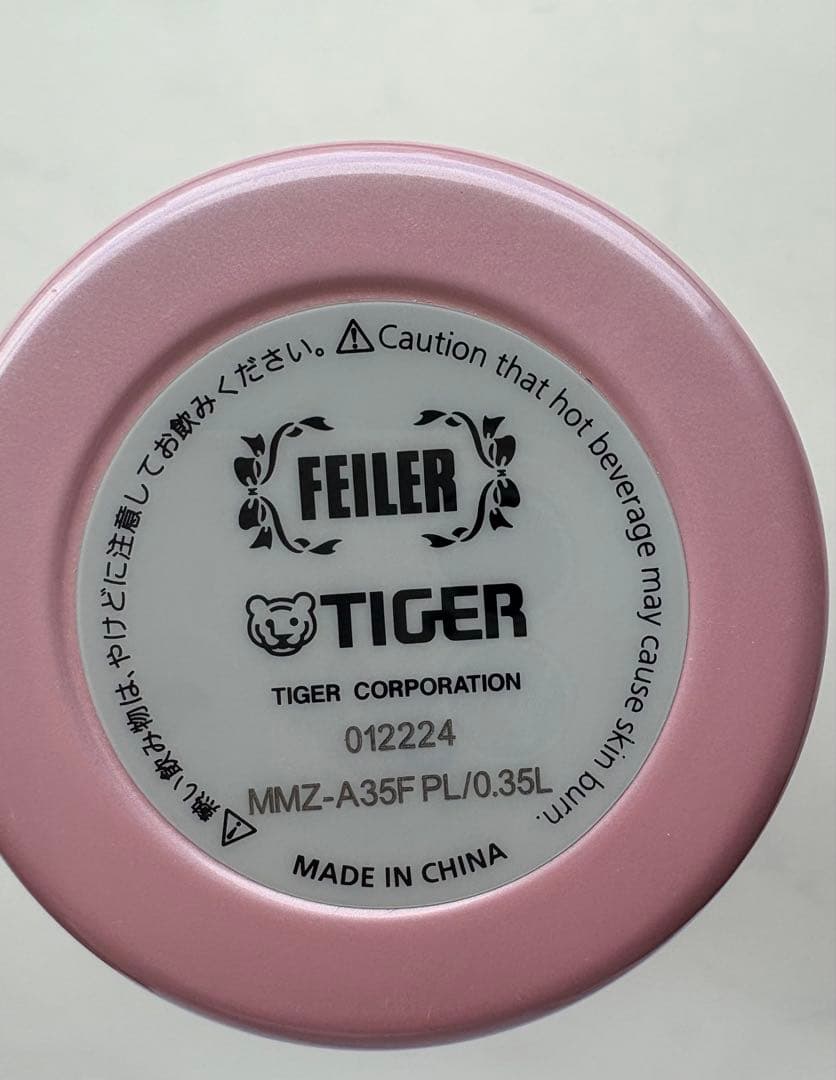 ⚠Caution that hot beverage may cause skin burn.
⚠熱い飲み物は、やけどに注意してお飲みください。
FEILER
TIGER
TIGER CORPORATION
012224
MMZ-A35F PL/0.35L
MADE IN CHINA